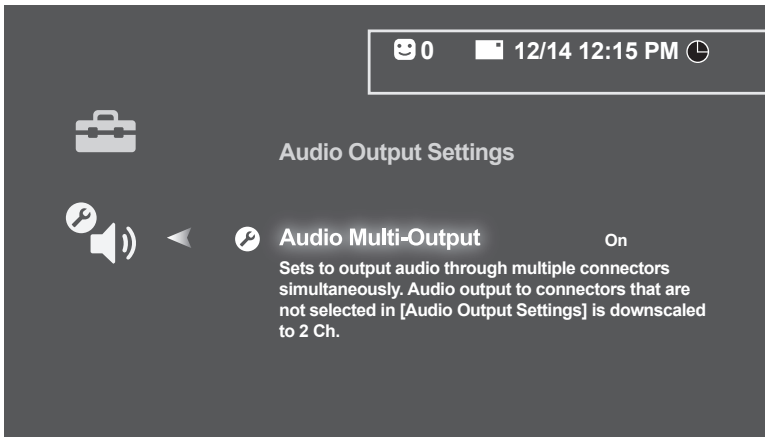 0 12/14 12:15 PM
Audio Output Settings
Audio Multi-Output On
Sets to output audio through multiple connectors
simultaneously. Audio output to connectors that are
not selected in [Audio Output Settings] is downscaled
to 2 Ch.